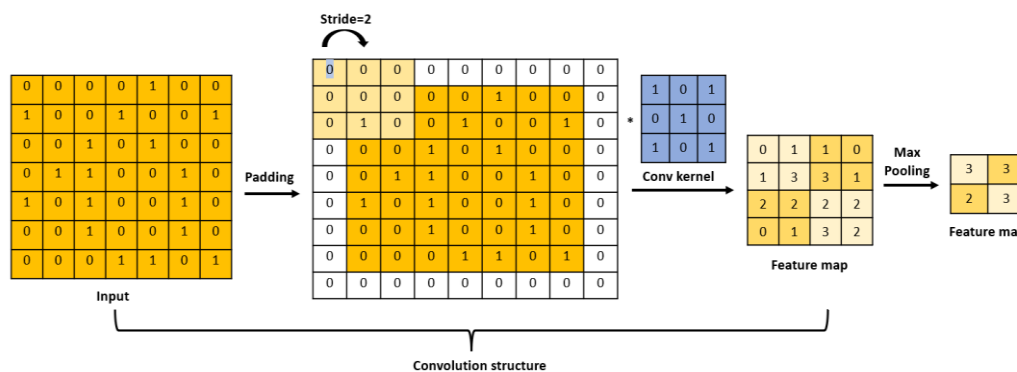 Stride=2
0 0 0 0 1 0 0
1 0 0 1 0 0 1
0 0 1 0 1 0 0
0 1 1 0 0 1 0
1 0 1 0 0 1 0
0 0 1 0 0 1 0
0 0 0 1 1 0 1
Input
Padding
0 0 0 0 0 0 0 0 0
0 0 0 0 0 1 0 0 0
0 1 0 0 1 0 0 1 0
0 0 0 1 0 1 0 0 0
0 0 1 1 0 0 1 0 0
0 1 0 1 0 0 1 0 0
0 0 0 1 0 0 1 0 0
0 0 0 0 1 1 0 1 0
0 0 0 0 0 0 0 0 0
*
1 0 1
0 1 0
1 0 1
Conv kernel
0 1 1 0
1 3 3 1
2 2 2 2
0 1 3 2
Feature map
Max
Pooling
3 3
2 3
Feature ma
Convolution structure